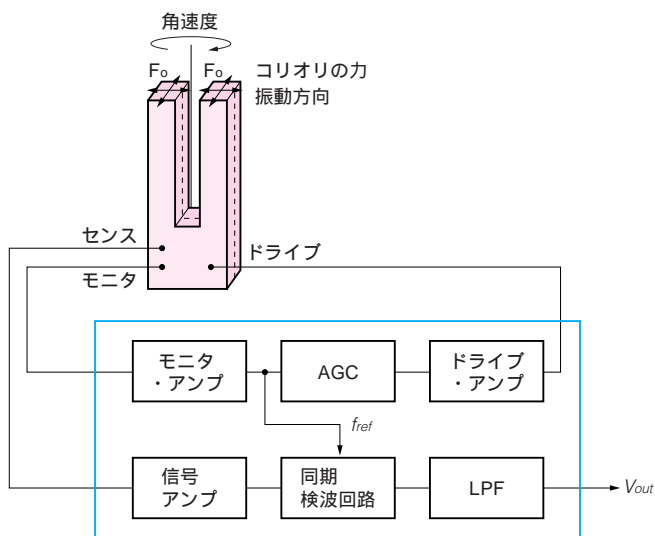 角速度
Fo
Fo
コリオリの力
振動方向
センス
モニタ
ドライブ
モニタ
・アンプ
AGC
ドライブ
・アンプ
fref
信号
アンプ
同期
検波回路
LPF
Vout